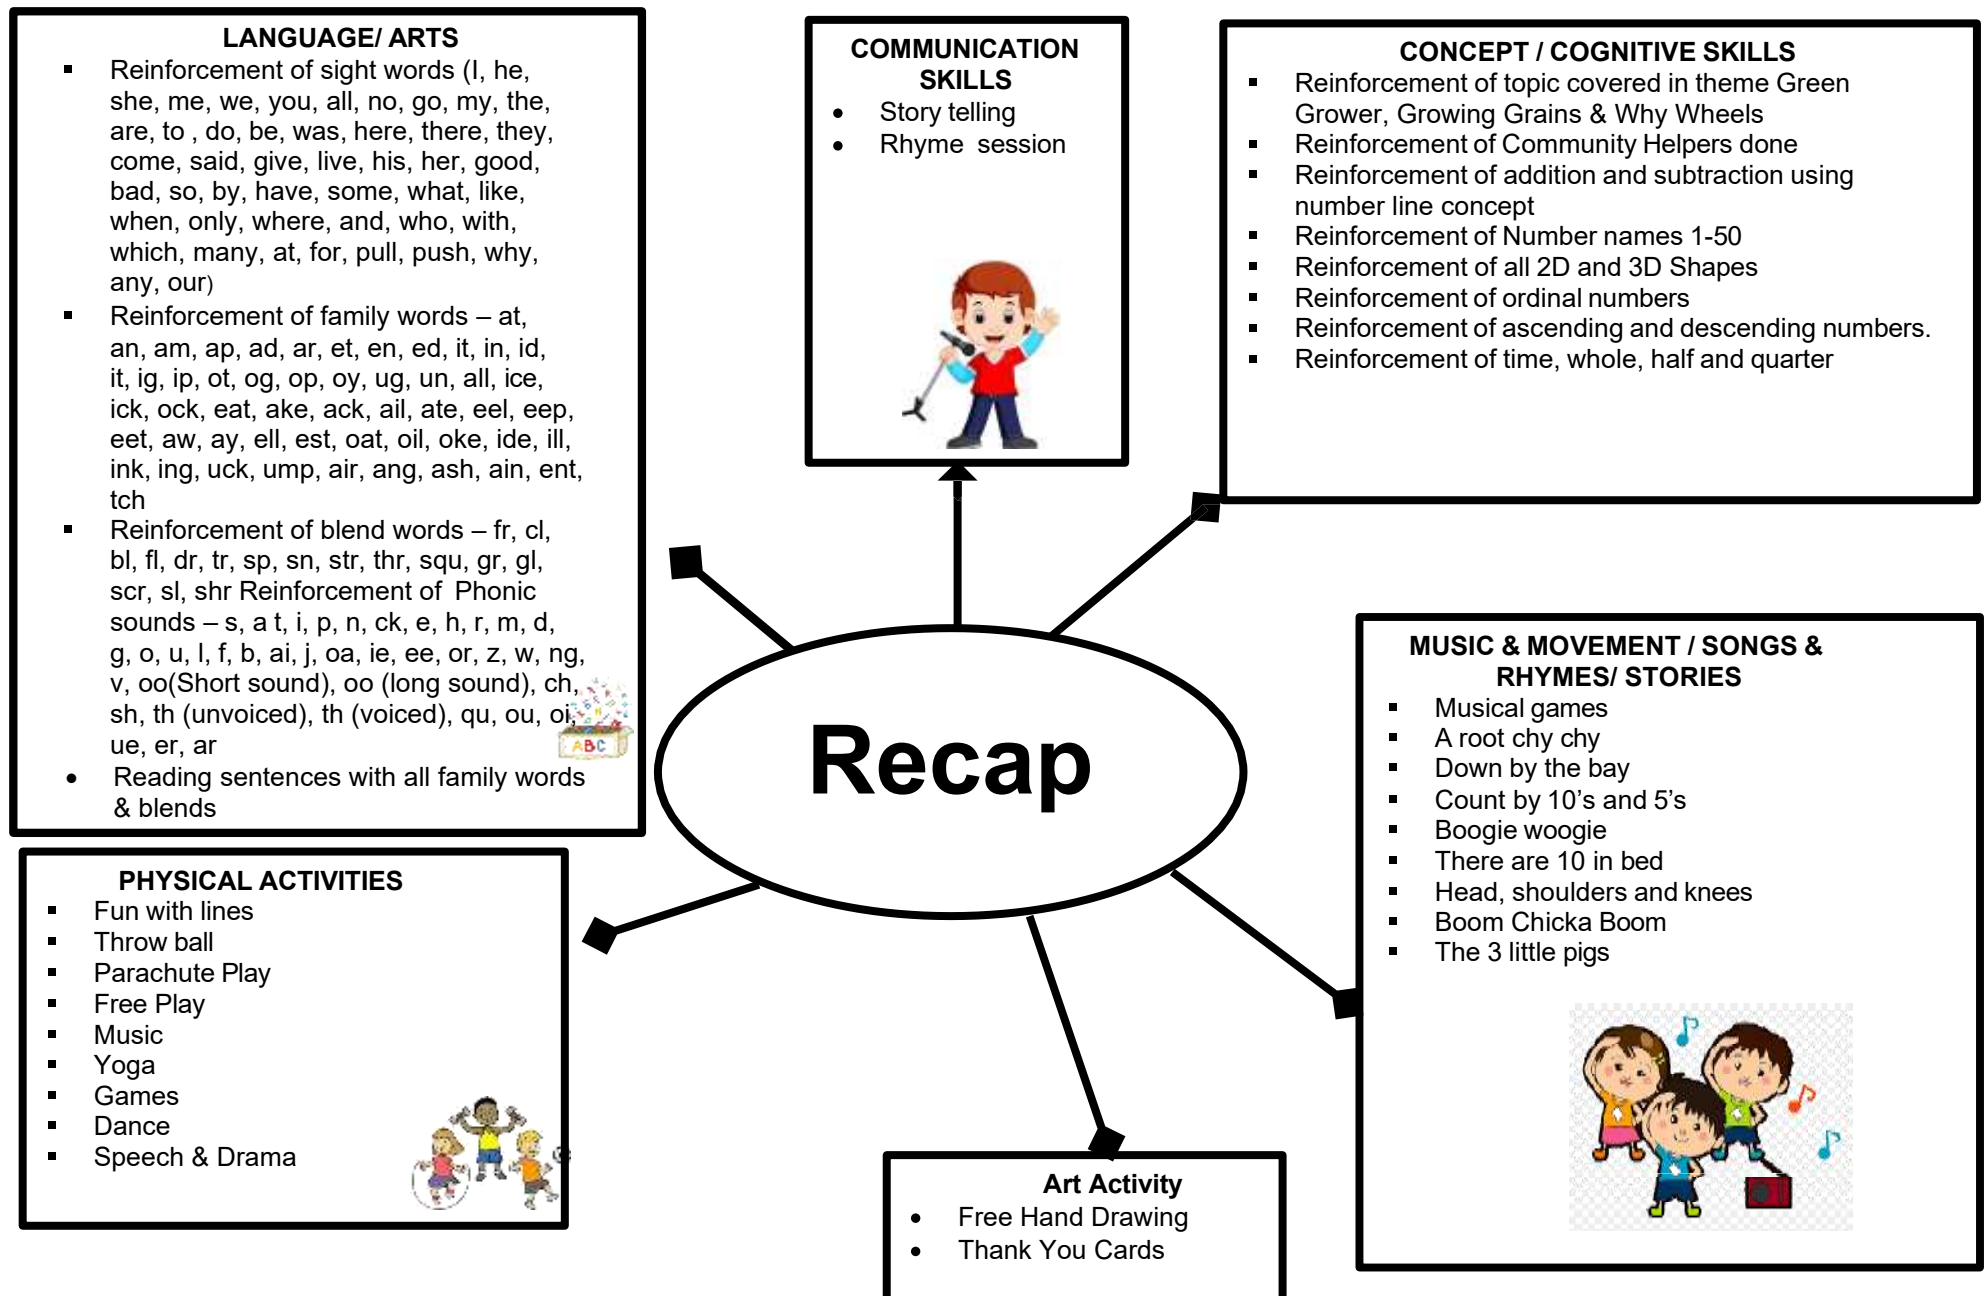 LANGUAGE/ ARTS
▪ Reinforcement of sight words (I, he,
she, me, we, you, all, no, go, my, the,
are, to , do, be, was, here, there, they,
come, said, give, live, his, her, good,
bad, so, by, have, some, what, like,
when, only, where, and, who, with,
which, many, at, for, pull, push, why,
any, our)
▪ Reinforcement of family words – at,
an, am, ap, ad, ar, et, en, ed, it, in, id,
it, ig, ip, ot, og, op, oy, ug, un, all, ice,
ick, ock, eat, ake, ack, ail, ate, eel, eep,
eet, aw, ay, ell, est, oat, oil, oke, ide, ill,
ink, ing, uck, ump, air, ang, ash, ain, ent,
tch
▪ Reinforcement of blend words – fr, cl,
bl, fl, dr, tr, sp, sn, str, thr, squ, gr, gl,
scr, sl, shr Reinforcement of Phonic
sounds – s, a t, i, p, n, ck, e, h, r, m, d,
g, o, u, l, f, b, ai, j, oa, ie, ee, or, z, w, ng,
v, oo(Short sound), oo (long sound), ch,
sh, th (unvoiced), th (voiced), qu, ou, oi,
ue, er, ar
• Reading sentences with all family words
& blends
ABC
COMMUNICATION
SKILLS
• Story telling
• Rhyme session
CONCEPT / COGNITIVE SKILLS
▪ Reinforcement of topic covered in theme Green
Grower, Growing Grains & Why Wheels
▪ Reinforcement of Community Helpers done
▪ Reinforcement of addition and subtraction using
number line concept
▪ Reinforcement of Number names 1-50
▪ Reinforcement of all 2D and 3D Shapes
▪ Reinforcement of ordinal numbers
▪ Reinforcement of ascending and descending numbers.
▪ Reinforcement of time, whole, half and quarter
Recap
MUSIC & MOVEMENT / SONGS &
RHYMES/ STORIES
▪ Musical games
▪ A root chy chy
▪ Down by the bay
▪ Count by 10’s and 5’s
▪ Boogie woogie
▪ There are 10 in bed
▪ Head, shoulders and knees
▪ Boom Chicka Boom
▪ The 3 little pigs
PHYSICAL ACTIVITIES
▪ Fun with lines
▪ Throw ball
▪ Parachute Play
▪ Free Play
▪ Music
▪ Yoga
▪ Games
▪ Dance
▪ Speech & Drama
Art Activity
• Free Hand Drawing
• Thank You Cards